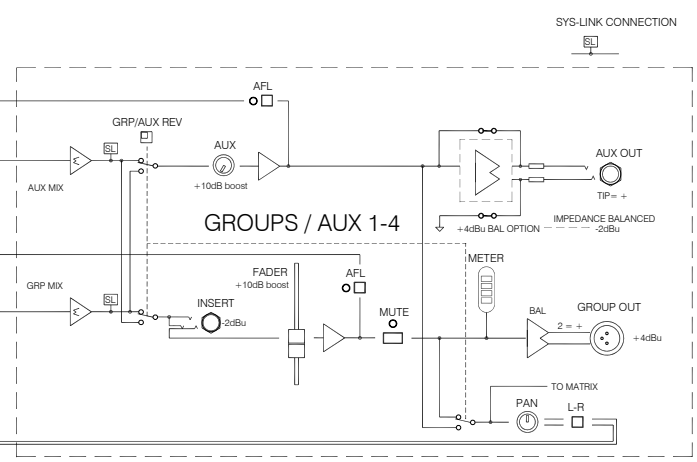 SYS-LINK CONNECTION
SL
AFL
GRP/AUX REV
SL
AUX
AUX OUT
AUX MIX
+10dB boost
TIP= +
GROUPS / AUX 1-4
+4dBu BAL OPTION
IMPEDANCE BALANCED
-2dBu
METER
FADER
+10dB boost
AFL
GRP MIX
SL
INSERT
-2dBu
MUTE
BAL
GROUP OUT
2 = +
+4dBu
TO MATRIX
PAN
L-R